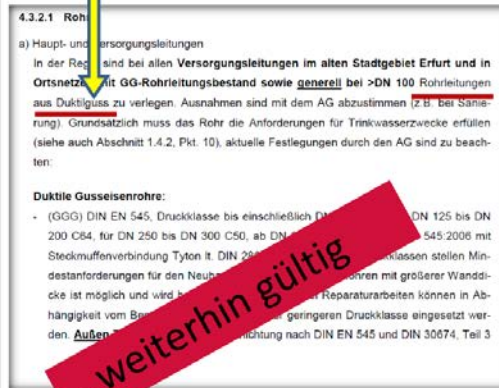 4.3.2.1 Rohr
a) Haupt- und Versorgungsleitungen
In der Regel sind bei allen Versorgungsleitungen im alten Stadtgebiet Erfurt und in
Ortsnetzen mit GG-Rohrleitungsbestand sowie generell bei >DN 100 Rohrleitungen
aus Duktilguss zu verlegen. Ausnahmen sind mit dem AG abzustimmen (z.B. bei Sanie-
rung). Grundsätzlich muss das Rohr die Anforderungen für Trinkwasserzwecke erfüllen
(siehe auch Abschnitt 1.4.2, Pkt. 10), aktuelle Festlegungen durch den AG sind zu beach-
ten:
Duktile Gusseisenrohre:
- (GGG) DIN EN 545, Druckklasse bis einschließlich DN 125 bis DN
200 C64, für DN 250 bis DN 300 C50, ab DN 545:2006 mit
Steckmuffenverbindung Tyton lt. DIN klassen stellen Min-
destanforderungen für den Neub ohren mit größerer Wanddi-
cke ist möglich und wird Reparaturarbeiten können in Ab-
hängigkeit vom geringeren Druckklasse eingesetzt wer-
den. Außen ichtung nach DIN EN 545 und DIN 30674, Teil 3
weiterhin gültig